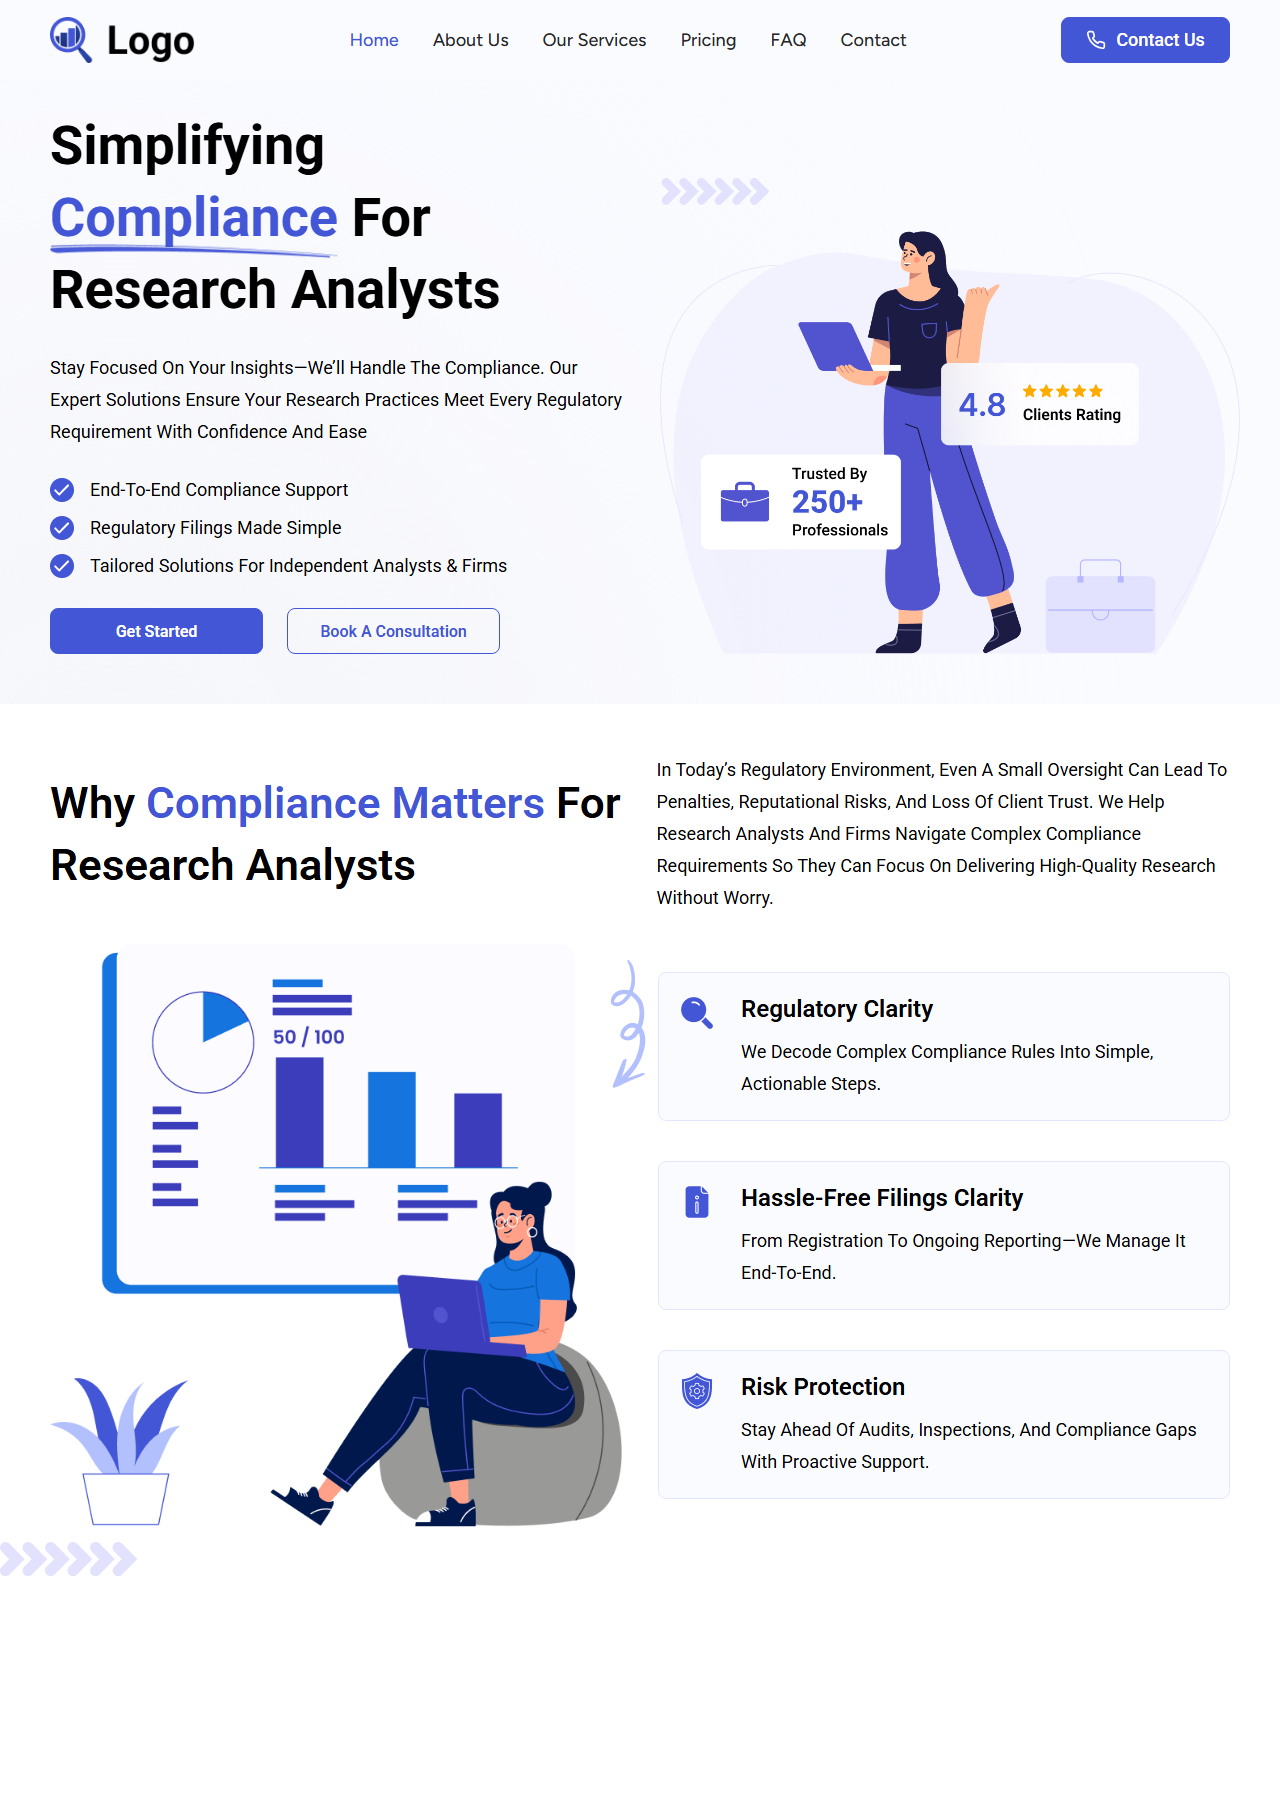 Logo
Home About Us Our Services Pricing FAQ Contact
Contact Us
Simplifying
Compliance For
Research Analysts
Stay Focused On Your Insights—We’ll Handle The Compliance. Our
Expert Solutions Ensure Your Research Practices Meet Every Regulatory
Requirement With Confidence And Ease
End-To-End Compliance Support
Regulatory Filings Made Simple
Tailored Solutions For Independent Analysts & Firms
Get Started
Book A Consultation
4.8
Clients Rating
Trusted By
250+
Professionals
Why Compliance Matters For
Research Analysts
In Today’s Regulatory Environment, Even A Small Oversight Can Lead To
Penalties, Reputational Risks, And Loss Of Client Trust. We Help
Research Analysts And Firms Navigate Complex Compliance
Requirements So They Can Focus On Delivering High-Quality Research
Without Worry.
50 / 100
Regulatory Clarity
We Decode Complex Compliance Rules Into Simple,
Actionable Steps.
Hassle-Free Filings Clarity
From Registration To Ongoing Reporting—We Manage It
End-To-End.
Risk Protection
Stay Ahead Of Audits, Inspections, And Compliance Gaps
With Proactive Support.